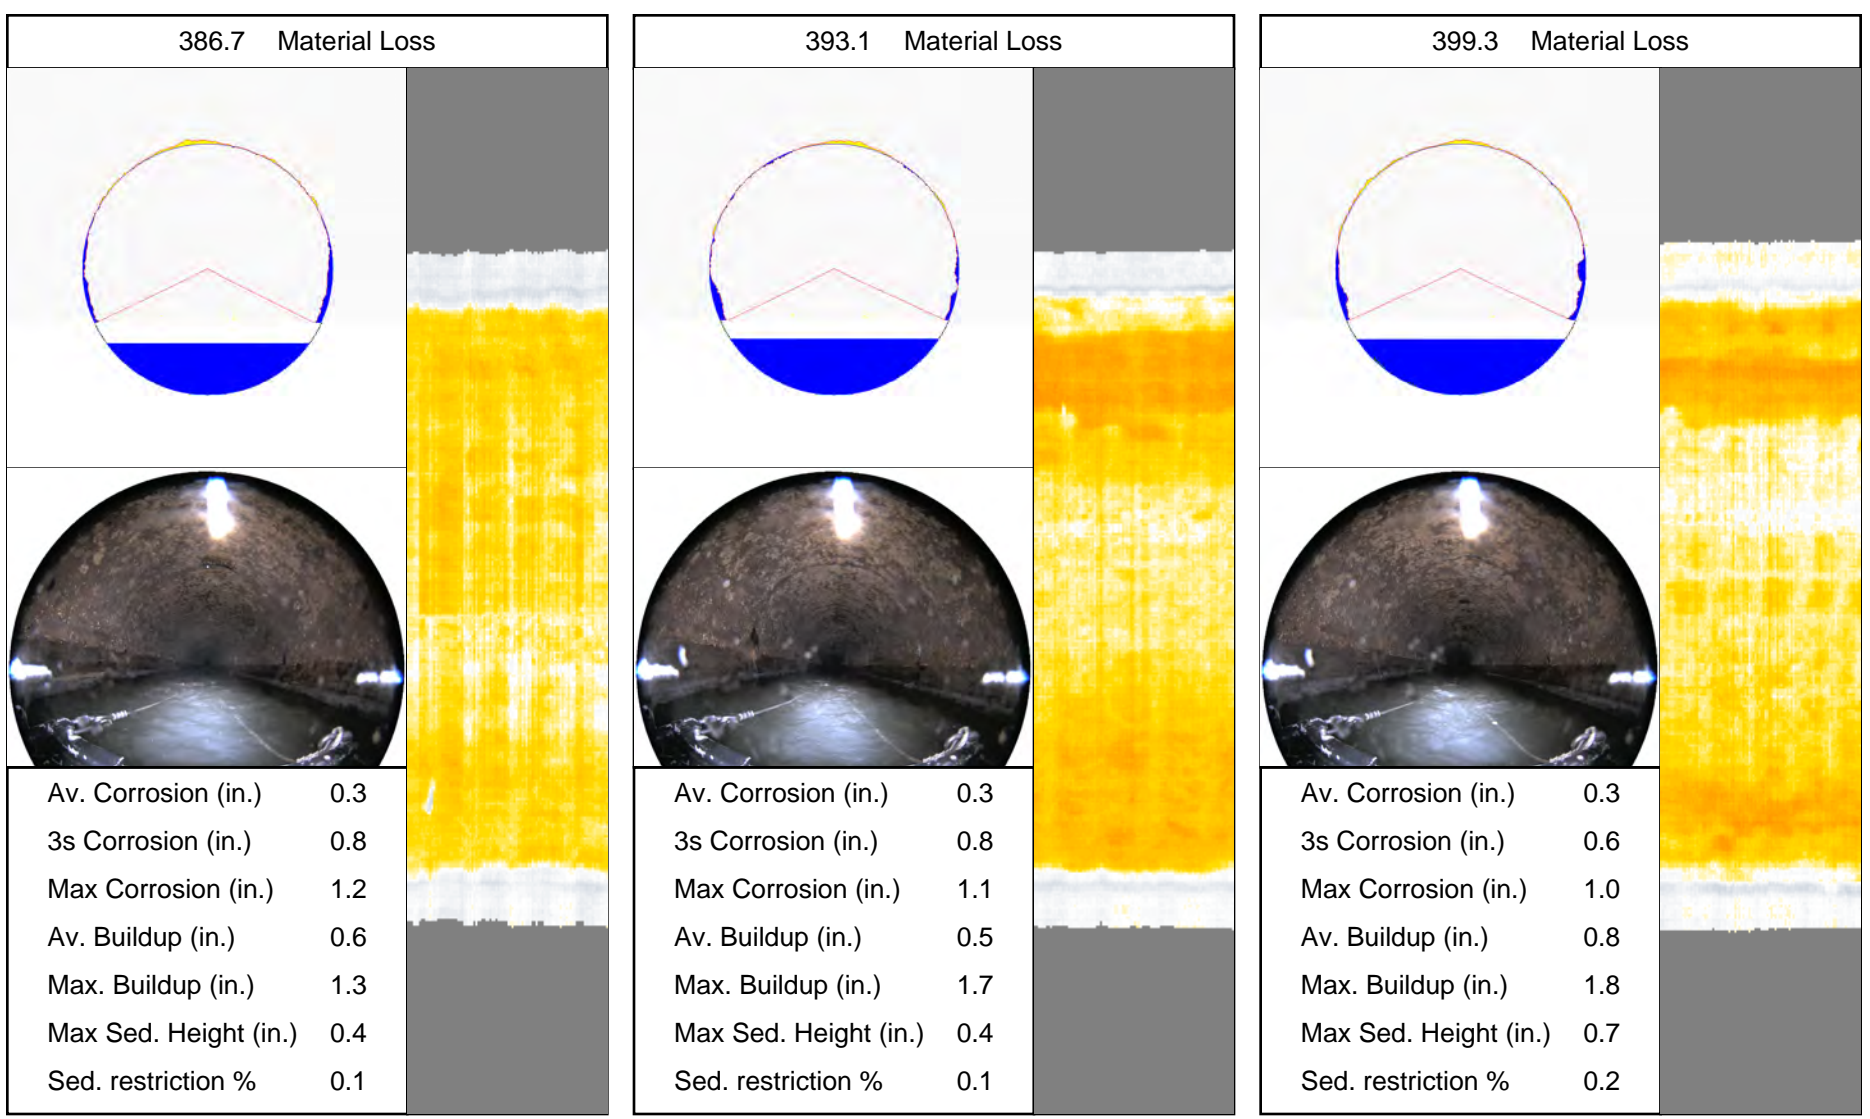 386.7 Material Loss
Av. Corrosion (in.) 0.3
3s Corrosion (in.) 0.8
Max Corrosion (in.) 1.2
Av. Buildup (in.) 0.6
Max. Buildup (in.) 1.3
Max Sed. Height (in.) 0.4
Sed. restriction % 0.1
393.1 Material Loss
Av. Corrosion (in.) 0.3
3s Corrosion (in.) 0.8
Max Corrosion (in.) 1.1
Av. Buildup (in.) 0.5
Max. Buildup (in.) 1.7
Max Sed. Height (in.) 0.4
Sed. restriction % 0.1
399.3 Material Loss
Av. Corrosion (in.) 0.3
3s Corrosion (in.) 0.6
Max Corrosion (in.) 1.0
Av. Buildup (in.) 0.8
Max. Buildup (in.) 1.8
Max Sed. Height (in.) 0.7
Sed. restriction % 0.2